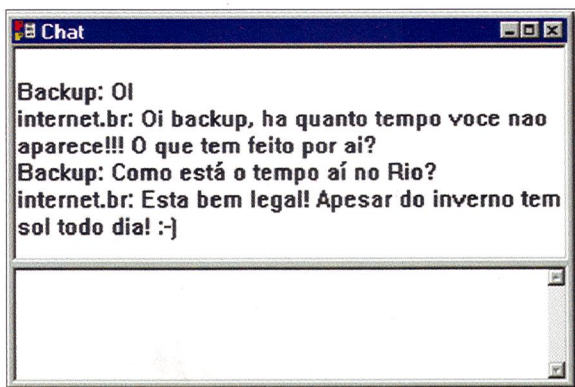 Chat
Backup: OI
internet.br: Oi backup, ha quanto tempo voce nao
aparece!!! O que tem feito por ai?
Backup: Como está o tempo aí no Rio?
internet.br: Esta bem legal! Apesar do inverno tem
sol todo dia! :-)